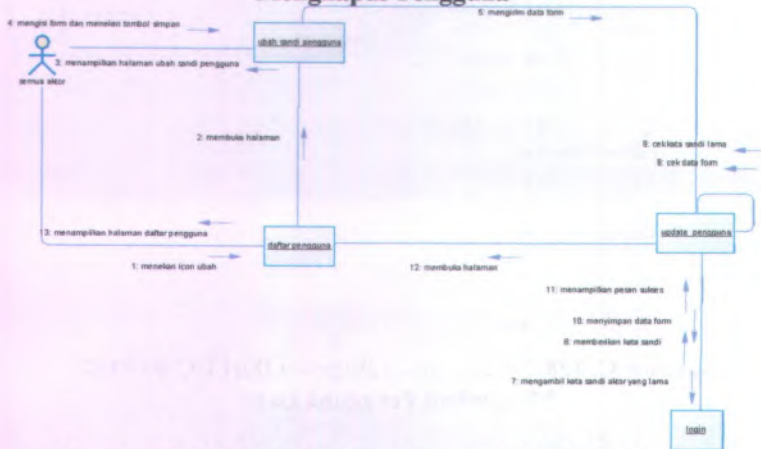 Menghapus Pengguna
5: mengirim data form
4: mengisi form dan menekan tombol simpan
ubah sandi pengguna
3: menampilkan halaman ubah sandi pengguna
semua aktor
2: membuka halaman
8: cek kata sandi lama
9: cek data form
13: menampilkan halaman daftar pengguna
daftar pengguna
update_pengguna
1: menekan icon ubah
12: membuka halaman
11: menampilkan pesan sukses
10: menyimpan data form
6: memberikan kata sandi
7: mengambil kata sandi aktor yang lama
login